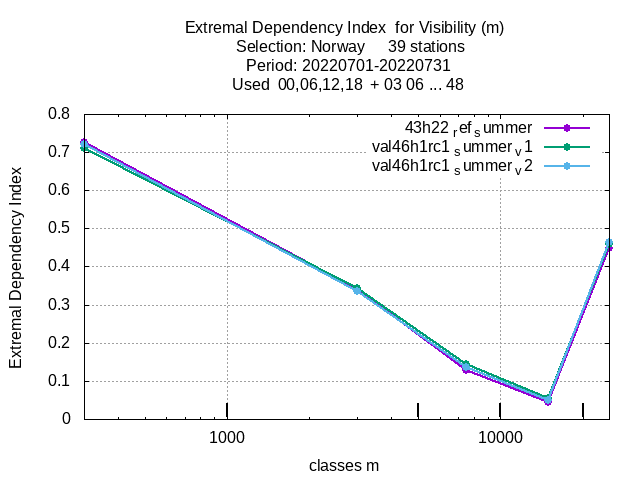 Extremal Dependency Index  for Visibility (m)
Selection: Norway     39 stations
Period: 20220701-20220731
Used  00,06,12,18  + 03 06 ... 48
0.8
0.7
0.6
0.5
0.4
0.3
0.2
0.1
0
Extremal Dependency Index
43h22 ref summer
val46h1rc1 summer v1
val46h1rc1 summer v2
1000
10000
classes m